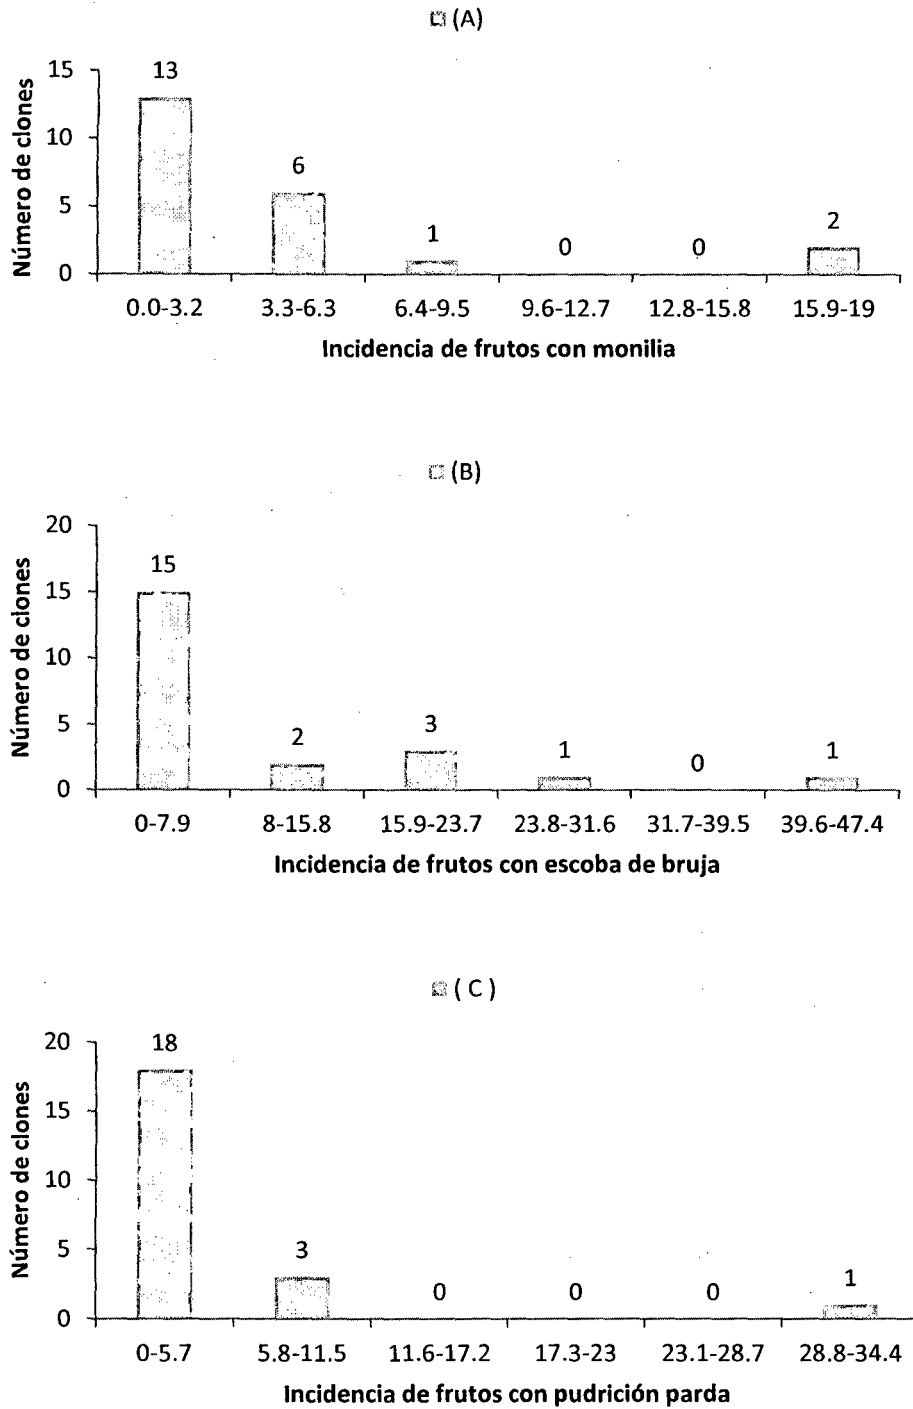 (A)
Número de clones
15
10
5
0
13
6
1
0
0
2
0.0-3.2 3.3-6.3 6.4-9.5 9.6-12.7 12.8-15.8 15.9-19
Incidencia de frutos con monilia
(B)
Número de clones
20
15
10
5
0
15
2
3
1
0
1
0-7.9 8-15.8 15.9-23.7 23.8-31.6 31.7-39.5 39.6-47.4
Incidencia de frutos con escoba de bruja
( C )
Número de clones
20
15
10
5
0
18
3
0
0
0
1
0-5.7 5.8-11.5 11.6-17.2 17.3-23 23.1-28.7 28.8-34.4
Incidencia de frutos con pudrición parda